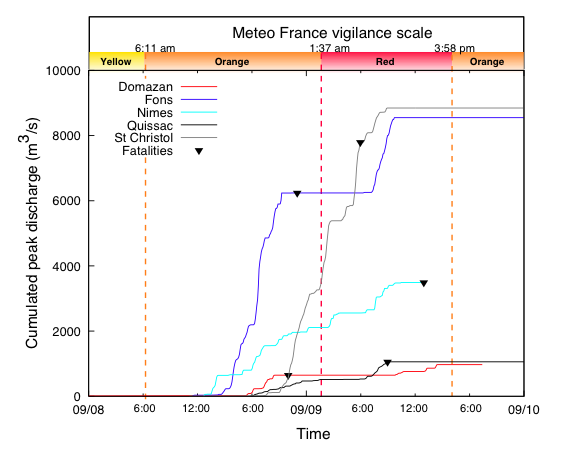 Meteo France vigilance scale
6:11 am 1:37 am 3:58 pm
Yellow Orange Red Orange
10000
8000
6000
4000
2000
0
Cumulated peak discharge (m3/s)
Domazan
Fons
Nimes
Quissac
St Christol
Fatalities
09/08 6:00 12:00 6:00 09/09 6:00 12:00 6:00 09/10
Time